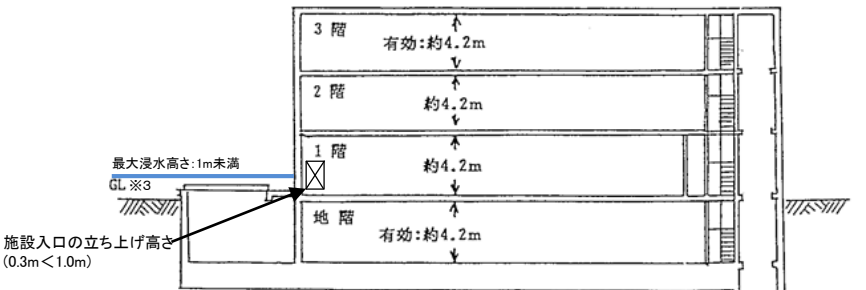 3 階
有効:約4.2m
2 階
約4.2m
最大浸水高さ:1m未満
1 階
約4.2m
GL ※3
地 階
施設入口の立ち上げ高さ
(0.3m<1.0m)
有効:約4.2m